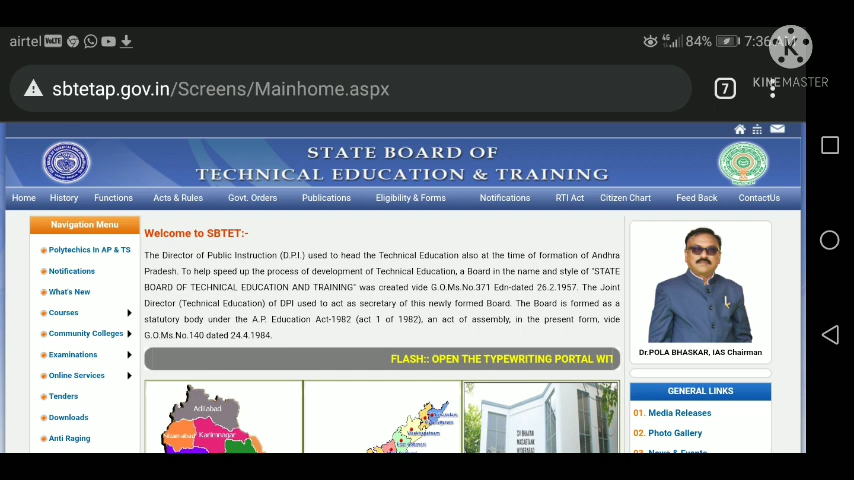 airtel VoLTE 4G 84% 7:36 AM
K
KINEMASTER
sbtetap.gov.in/Screens/Mainhome.aspx 7
STATE BOARD OF
TECHNICAL EDUCATION & TRAINING
Home History Functions Acts & Rules Govt. Orders Publications Eligibility & Forms Notifications RTI Act Citizen Chart Feed Back ContactUs
Navigation Menu
Polytechics In AP & TS
Notifications
What's New
Courses
Community Colleges
Examinations
Online Services
Tenders
Downloads
Anti Raging
Welcome to SBTET:-
The Director of Public Instruction (D.P.I.) used to head the Technical Education also at the time of formation of Andhra
Pradesh. To help speed up the process of development of Technical Education, a Board in the name and style of "STATE
BOARD OF TECHNICAL EDUCATION AND TRAINING" was created vide G.O.Ms.No.371 Edn-dated 26.2.1957. The Joint
Director (Technical Education) of DPI used to act as secretary of this newly formed Board. The Board is formed as a
statutory body under the A.P. Education Act-1982 (act 1 of 1982), an act of assembly, in the present form, vide
G.O.Ms.No.140 dated 24.4.1984.
FLASH:: OPEN THE TYPEWRITING PORTAL WIT
Adilabad
Nizamabad Karimnagar
Dr.POLA BHASKAR, IAS Chairman
GENERAL LINKS
01. Media Releases
02. Photo Gallery
03. News & Events